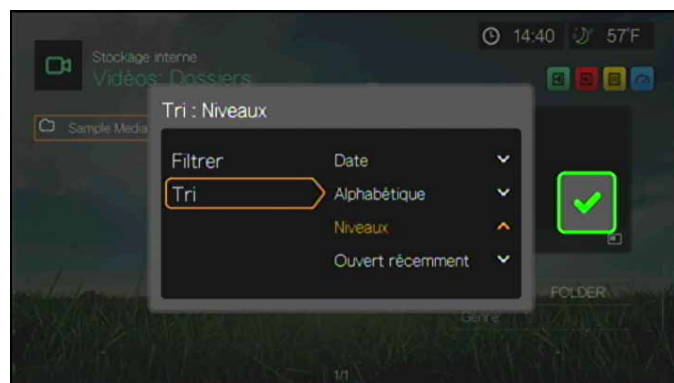 14:40 57°F
Stockage interne
Vidéos: Dossiers
Tri : Niveaux
Sample Media
Filtrer
Date
Tri
Alphabétique
Niveaux
Ouvert récemment
FOLDER
Genre
1/1